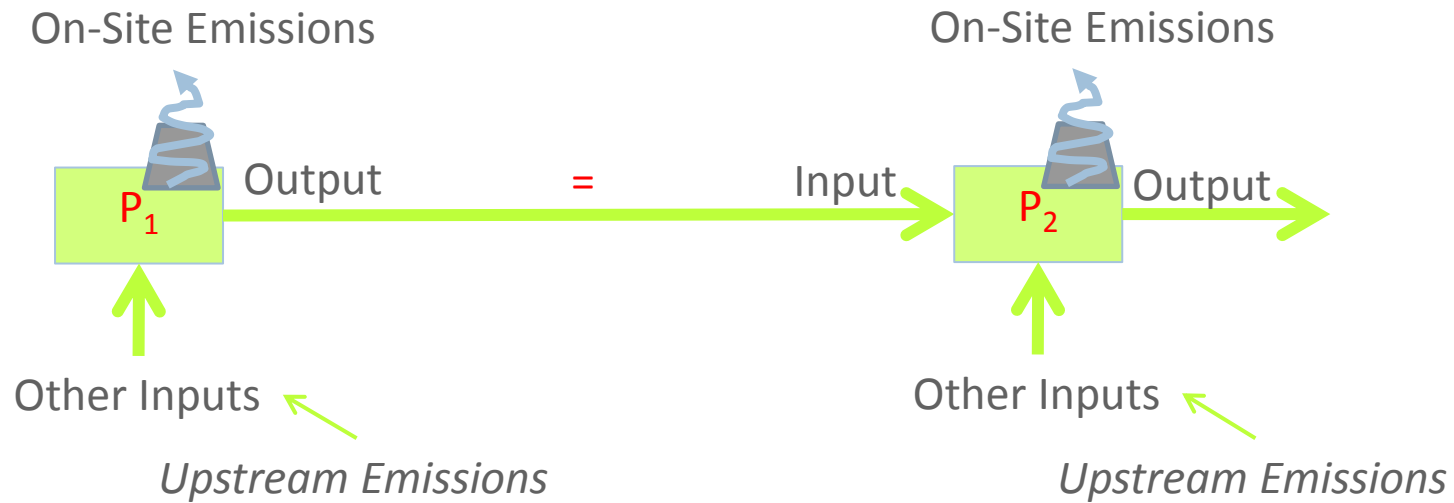 On-Site Emissions
On-Site Emissions
Output = Input
Output
P₁
P₂
Other Inputs
Other Inputs
Upstream Emissions
Upstream Emissions